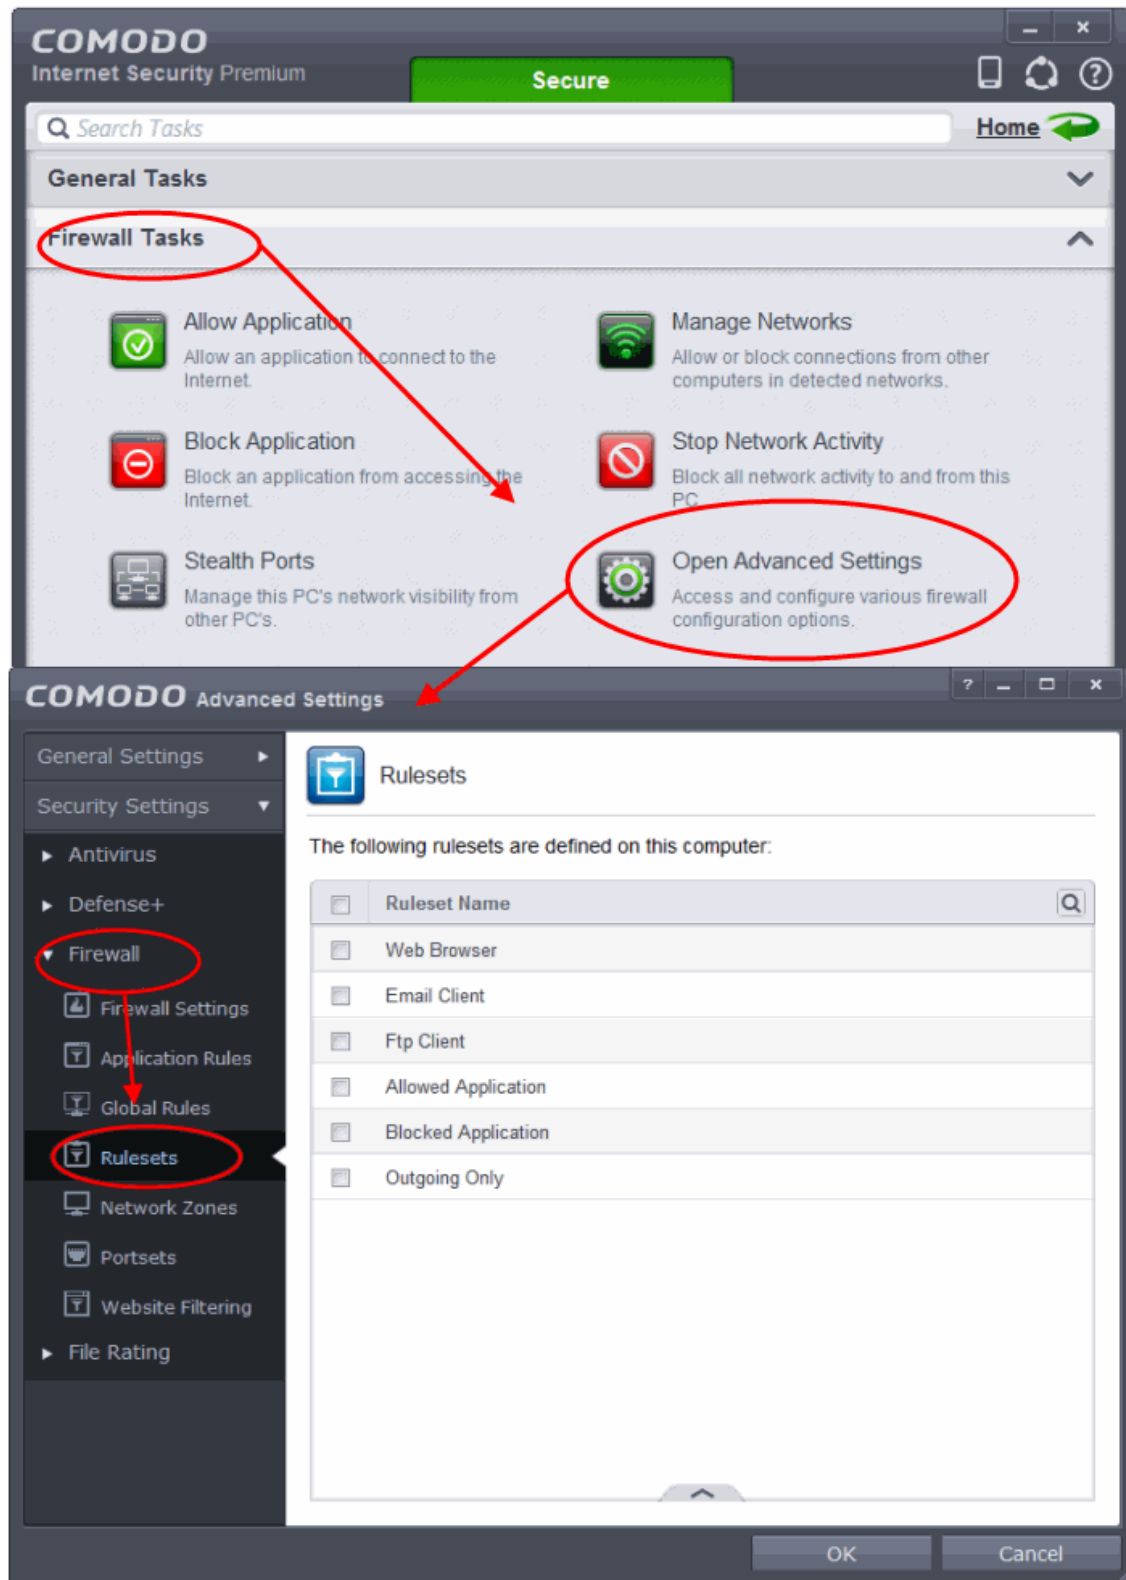 COMODO
Internet Security Premium
Secure
Search Tasks
Home
General Tasks
Firewall Tasks
Allow Application
Allow an application to connect to the
Internet.
Manage Networks
Allow or block connections from other
computers in detected networks.
Block Application
Block an application from accessing the
Internet.
Stop Network Activity
Block all network activity to and from this
PC.
Stealth Ports
Manage this PC's network visibility from
other PC's.
Open Advanced Settings
Access and configure various firewall
configuration options.
COMODO Advanced Settings
General Settings
Security Settings
Antivirus
Defense+
Firewall
Firewall Settings
Application Rules
Global Rules
Rulesets
Network Zones
Portsets
Website Filtering
File Rating
Rulesets
The following rulesets are defined on this computer:
Ruleset Name
Web Browser
Email Client
Ftp Client
Allowed Application
Blocked Application
Outgoing Only
OK
Cancel